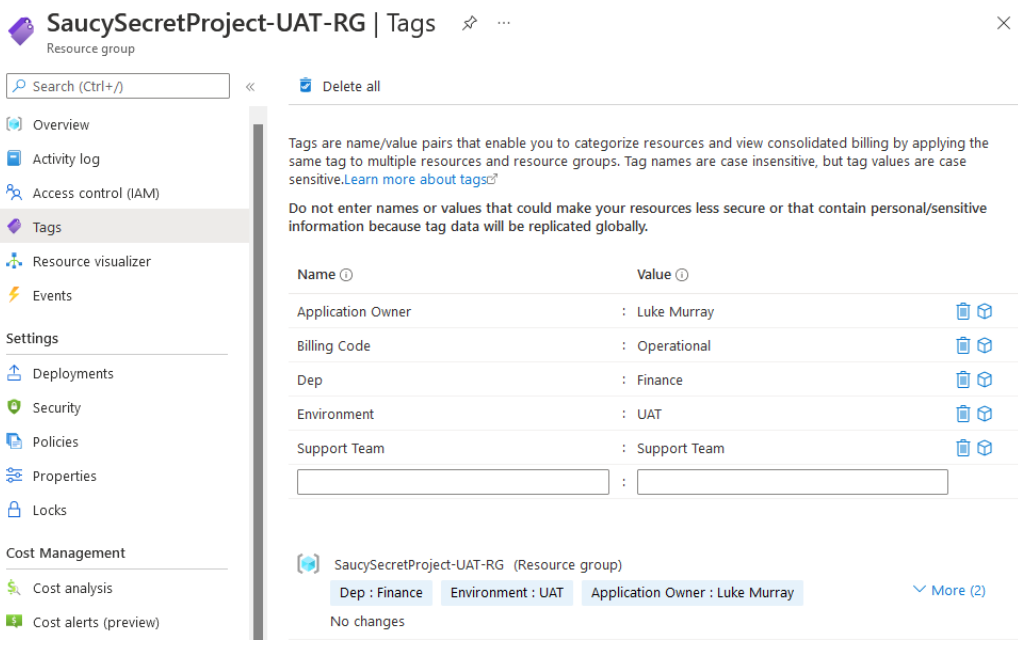 SaucySecretProject-UAT-RG | Tags
Resource group
Search (Ctrl+/)
Overview
Activity log
Access control (IAM)
Tags
Resource visualizer
Events
Settings
Deployments
Security
Policies
Properties
Locks
Cost Management
Cost analysis
Cost alerts (preview)
Delete all
Tags are name/value pairs that enable you to categorize resources and view consolidated billing by applying the
same tag to multiple resources and resource groups. Tag names are case insensitive, but tag values are case
sensitive.Learn more about tags
Do not enter names or values that could make your resources less secure or that contain personal/sensitive
information because tag data will be replicated globally.
Name Value
Application Owner : Luke Murray
Billing Code : Operational
Dep : Finance
Environment : UAT
Support Team : Support Team
:
SaucySecretProject-UAT-RG (Resource group)
Dep : Finance Environment : UAT Application Owner : Luke Murray More (2)
No changes